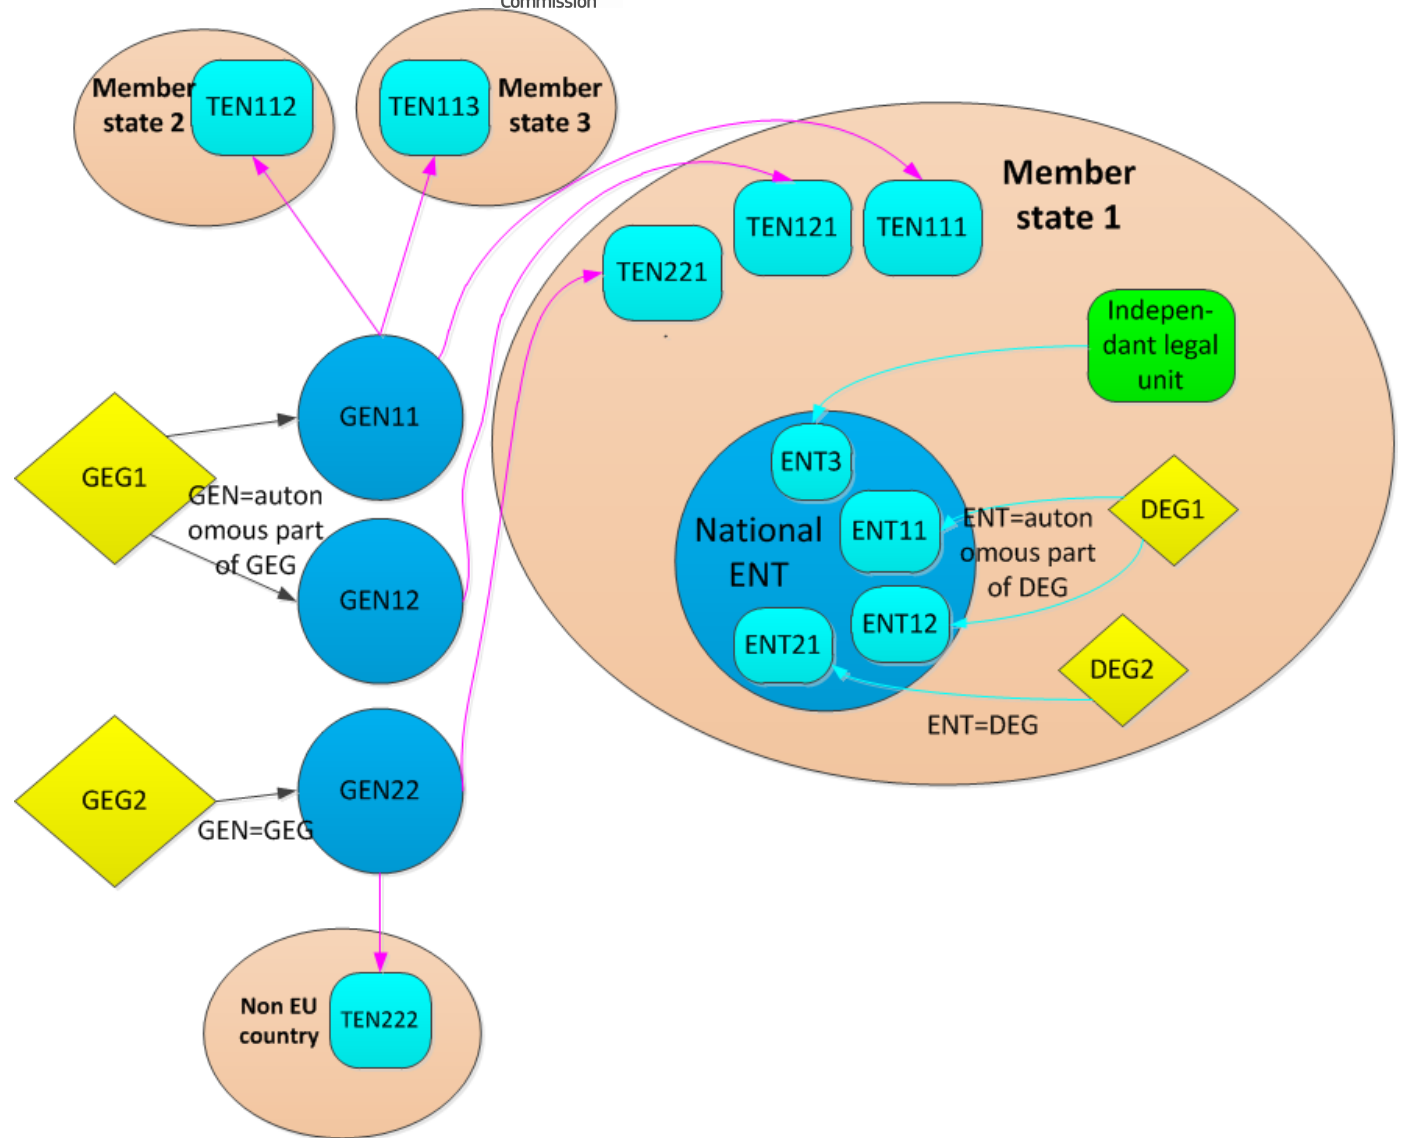 Commission
Member
state 2
TEN112
TEN113
Member
state 3
Member
state 1
TEN121
TEN111
TEN221
Indepen-
dant legal
unit
GEN11
GEG1
GEN=auton
omous part
of GEG
GEN12
ENT3
National
ENT
ENT11
ENT=auton
omous part
of DEG
DEG1
ENT12
ENT21
DEG2
ENT=DEG
GEG2
GEN=GEG
GEN22
Non EU
country
TEN222